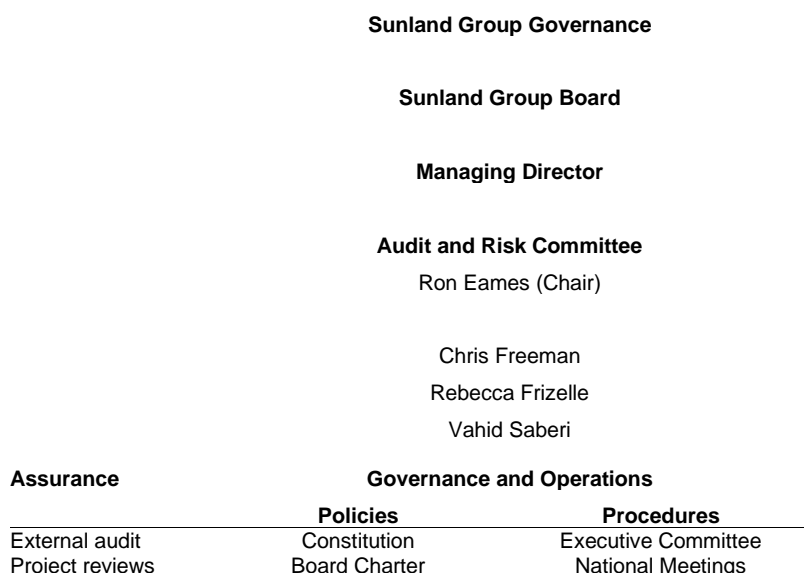 Sunland Group Governance
Sunland Group Board
Managing Director
Audit and Risk Committee
Ron Eames (Chair)
Chris Freeman
Rebecca Frizelle
Vahid Saberi
Assurance Governance and Operations
Policies Procedures
External audit Constitution Executive Committee
Project reviews Board Charter National Meetings